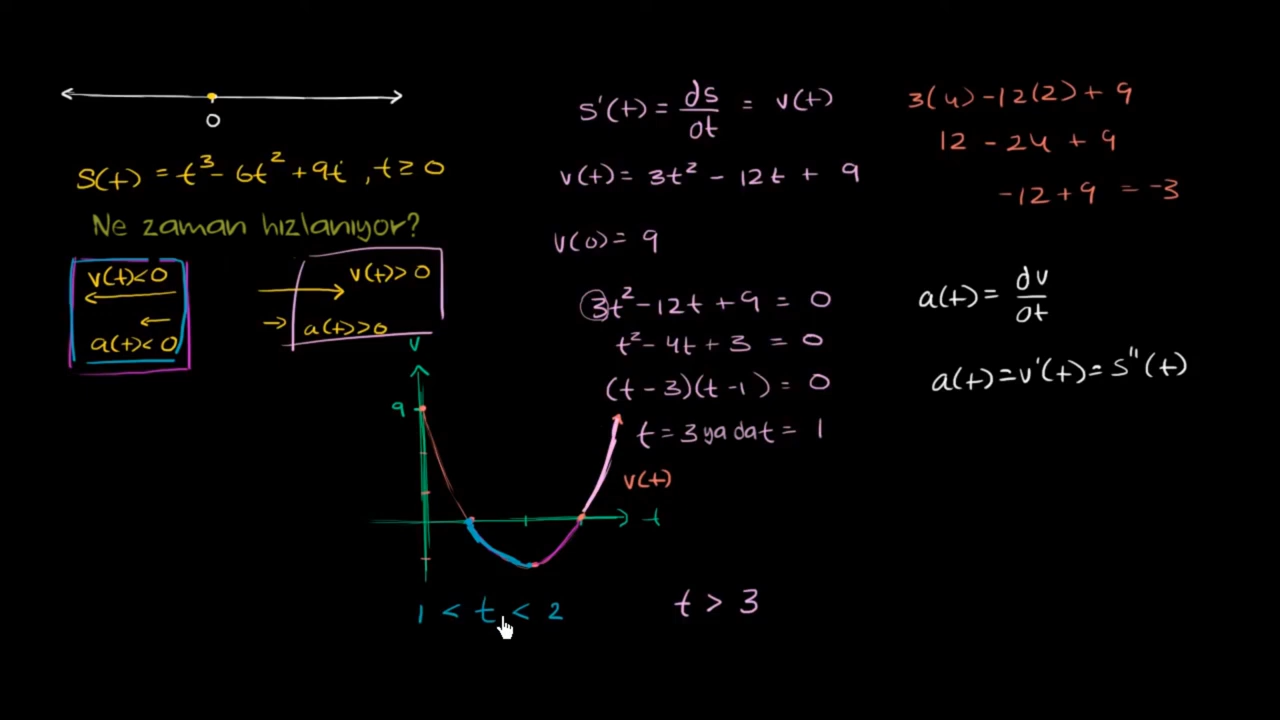 0
S(t) = t³ - 6t² + 9t , t ≥ 0
Ne zaman hızlanıyor?
v(t) < 0
a(t) < 0
v(t) > 0
a(t) > 0
v
9
v(t)
t
1 < t < 2
t > 3
s'(t) = ds/dt = v(t)
v(t) = 3t² - 12t + 9
v(0) = 9
3t² - 12t + 9 = 0
t² - 4t + 3 = 0
(t - 3)(t - 1) = 0
t = 3 ya da t = 1
3(4) - 12(2) + 9
12 - 24 + 9
-12 + 9 = -3
a(t) = dv/dt
a(t) = v'(t) = s''(t)